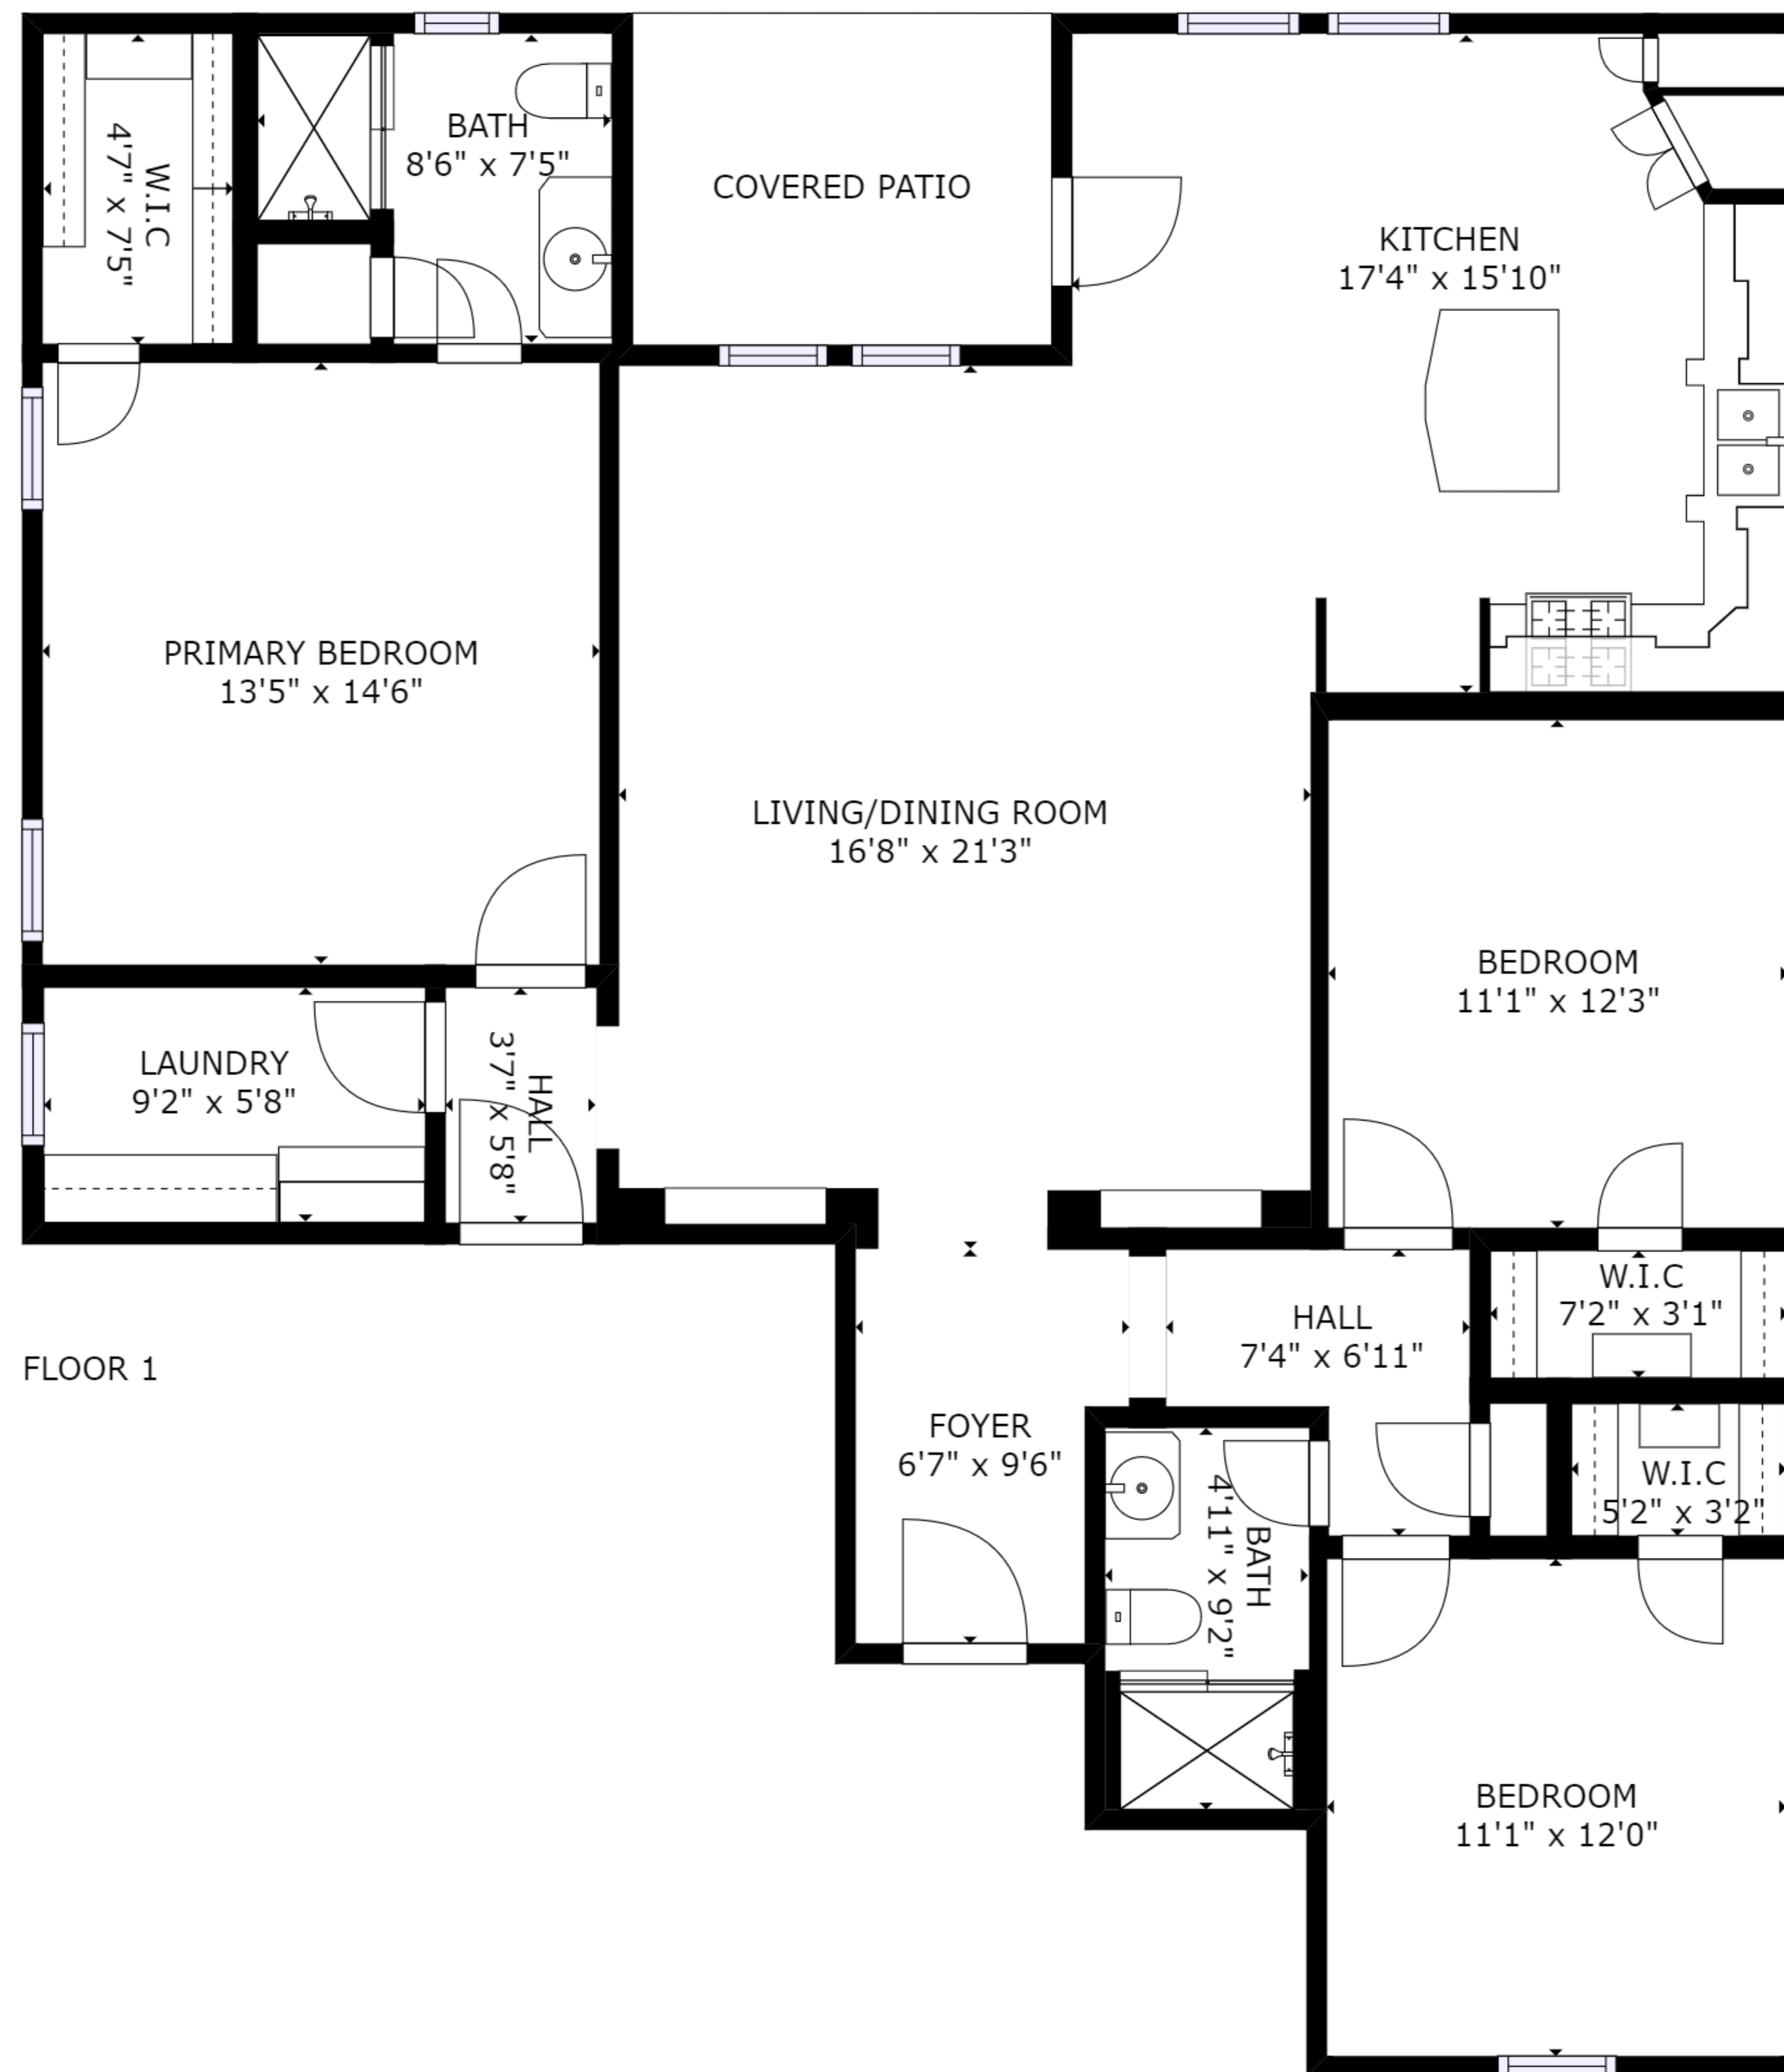 W.I.C
4'7" x 7'5"
BATH
8'6" x 7'5"
COVERED PATIO
KITCHEN
17'4" x 15'10"
PRIMARY BEDROOM
13'5" x 14'6"
LIVING/DINING ROOM
16'8" x 21'3"
BEDROOM
11'1" x 12'3"
LAUNDRY
9'2" x 5'8"
HALL
3'7" x 5'8"
W.I.C
7'2" x 3'1"
HALL
7'4" x 6'11"
FLOOR 1
FOYER
6'7" x 9'6"
W.I.C
5'2" x 3'2"
BATH
4'11" x 9'2"
BEDROOM
11'1" x 12'0"